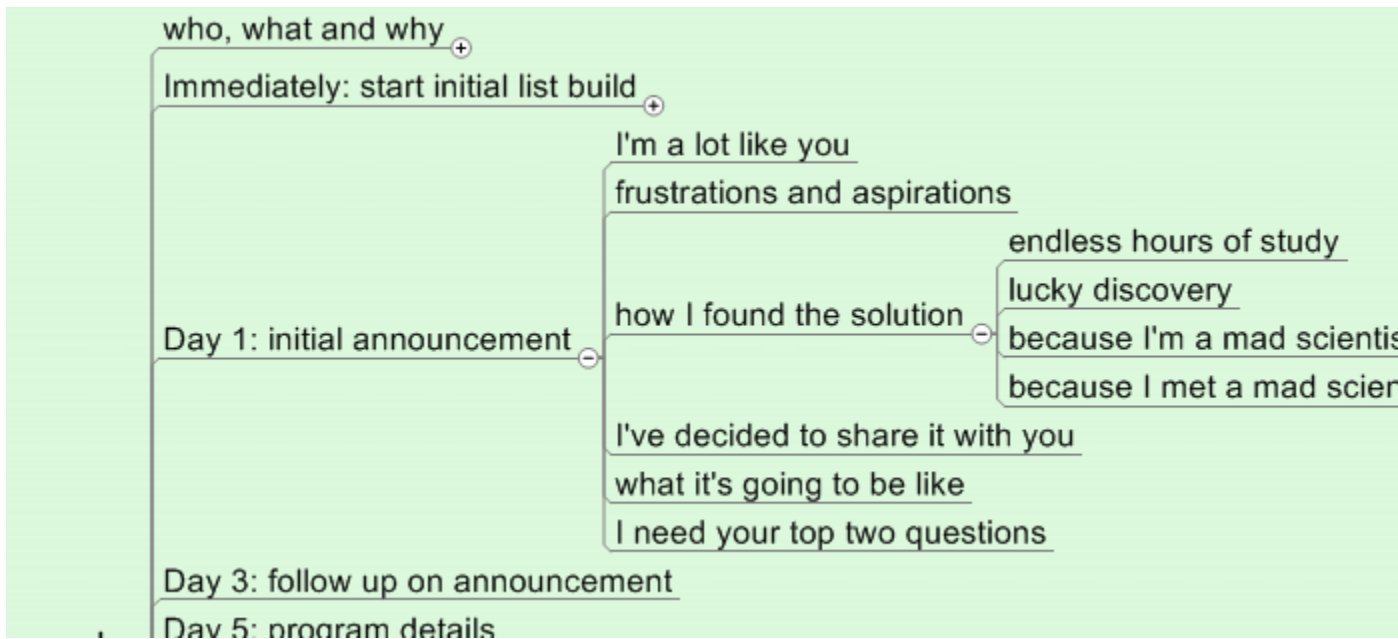 who, what and why
Immediately: start initial list build
I'm a lot like you
frustrations and aspirations
endless hours of study
lucky discovery
how I found the solution
Day 1: initial announcement
because I'm a mad
because I met a mad
I've decided to share it with you
what it's going to be like
I need your top two questions
Day 3: follow up on announcement
Day 5: program details